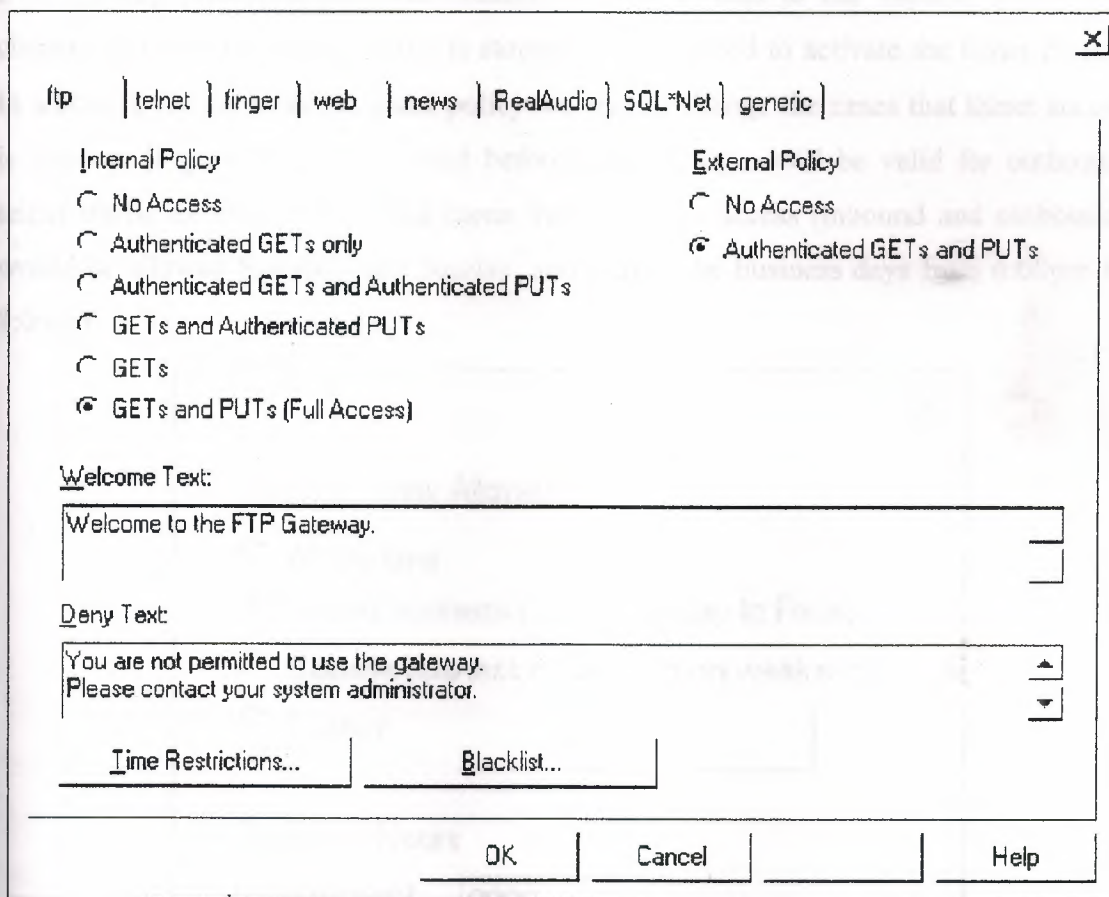 ftp telnet finger web news RealAudio SQL*Net generic
Internal Policy
No Access
Authenticated GETs only
Authenticated GETs and Authenticated PUTs
GETs and Authenticated PUTs
GETs
GETs and PUTs (Full Access)
External Policy
No Access
Authenticated GETs and PUTs
Welcome Text:
Welcome to the FTP Gateway.
Deny Text:
You are not permitted to use the gateway.
Please contact your system administrator.
Time Restrictions... Blacklist...
OK Cancel Help